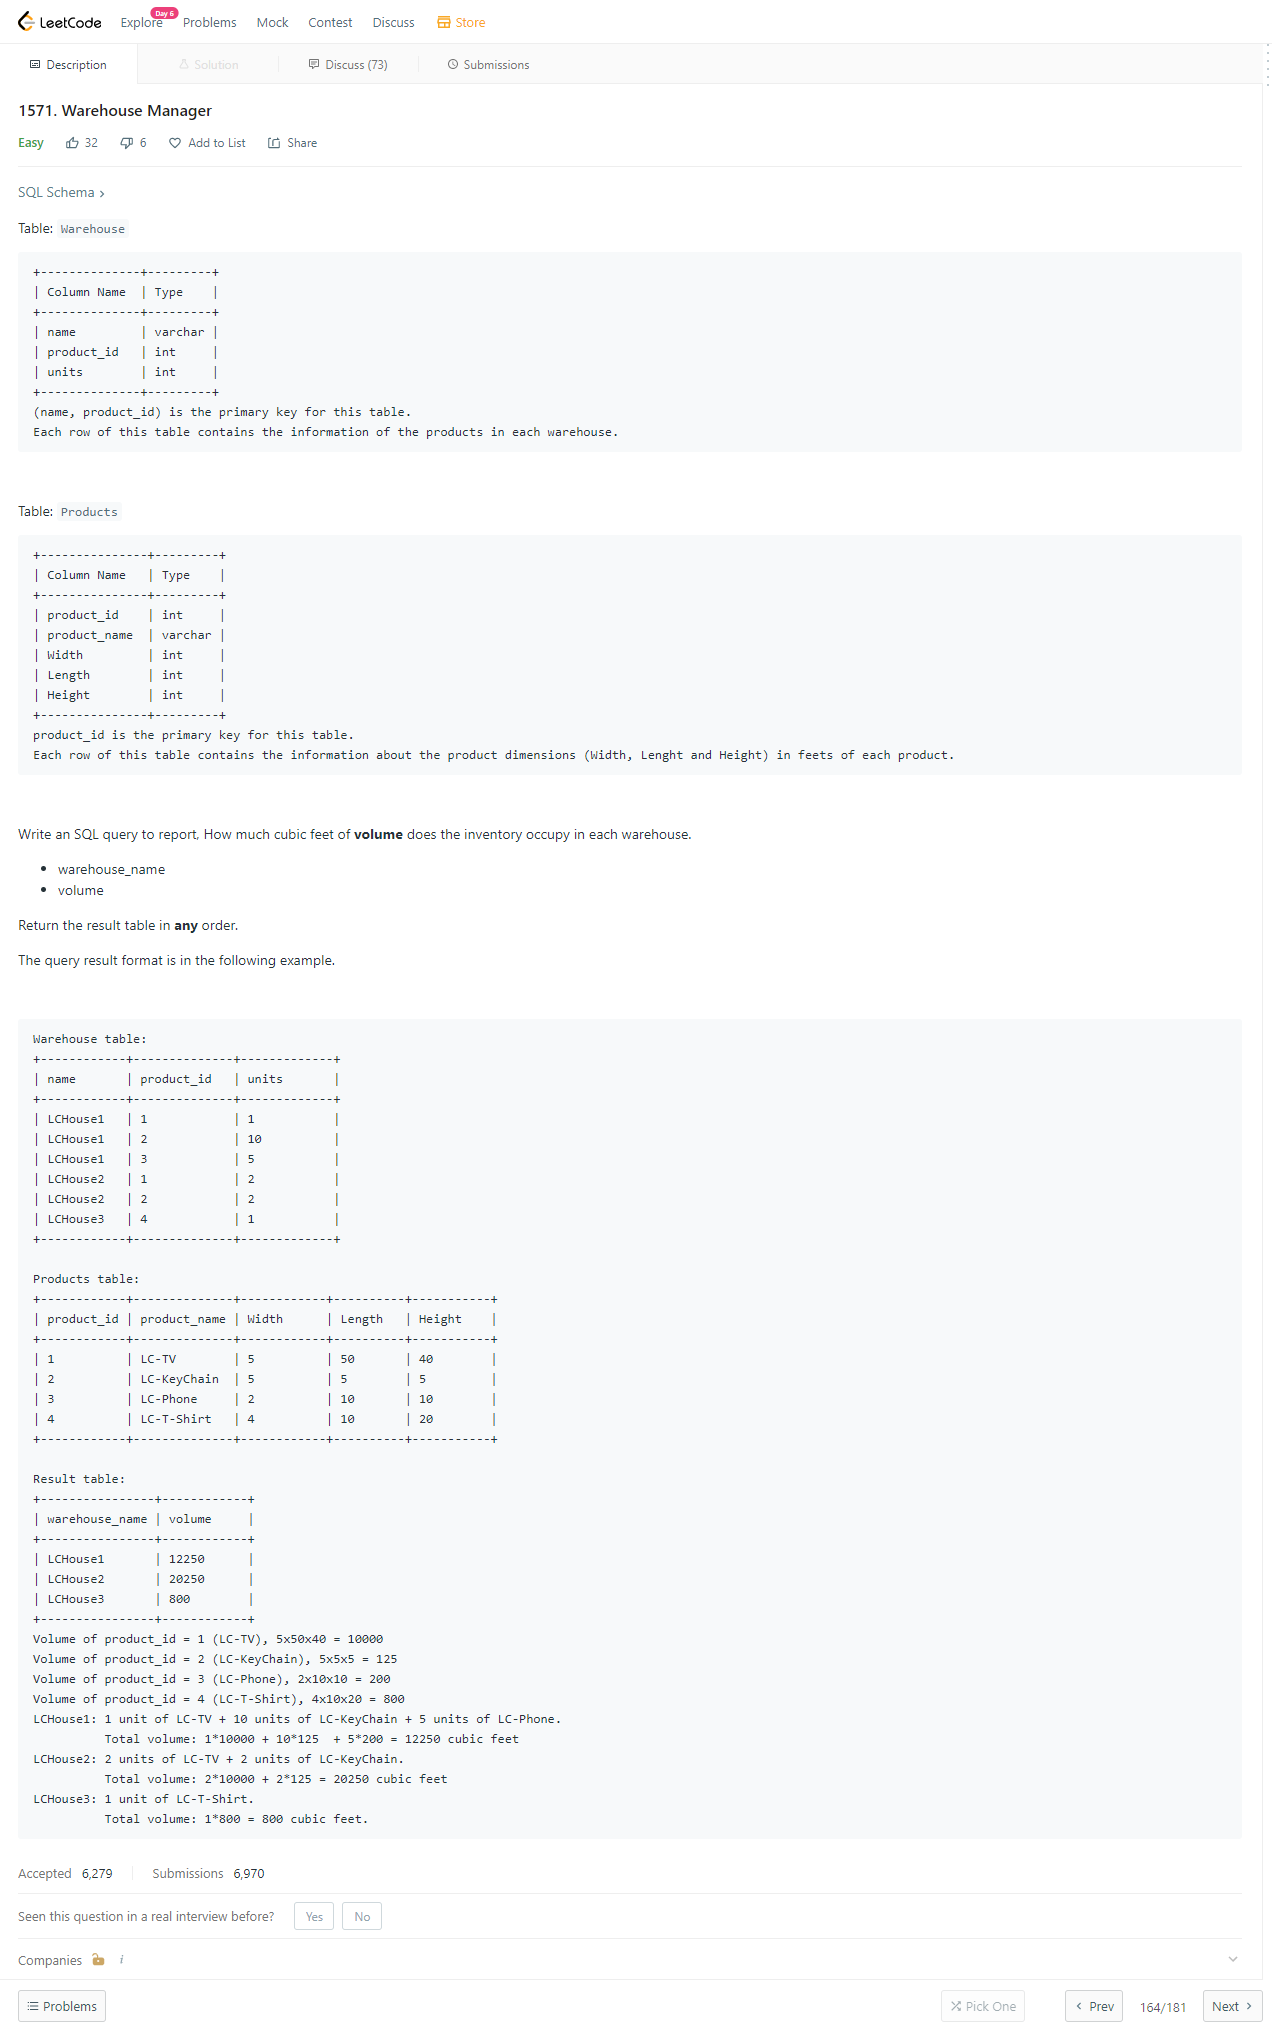 LeetCode Explore Day 6 Problems Mock Contest Discuss Store
Description Solution Discuss (73) Submissions
1571. Warehouse Manager
Easy 32 6 Add to List Share
SQL Schema >
Table: Warehouse
+--------------+---------+
| Column Name  | Type    |
+--------------+---------+
| name         | varchar |
| product_id   | int     |
| units        | int     |
+--------------+---------+
(name, product_id) is the primary key for this table.
Each row of this table contains the information of the products in each warehouse.
Table: Products
+---------------+---------+
| Column Name   | Type    |
+---------------+---------+
| product_id    | int     |
| product_name  | varchar |
| Width         | int     |
| Length        | int     |
| Height        | int     |
+---------------+---------+
product_id is the primary key for this table.
Each row of this table contains the information about the product dimensions (Width, Lenght and Height) in feets of each product.
Write an SQL query to report, How much cubic feet of volume does the inventory occupy in each warehouse.
• warehouse_name
• volume
Return the result table in any order.
The query result format is in the following example.
Warehouse table:
+------------+--------------+-------------+
| name       | product_id   | units       |
+------------+--------------+-------------+
| LCHouse1   | 1            | 1           |
| LCHouse1   | 2            | 10          |
| LCHouse1   | 3            | 5           |
| LCHouse2   | 1            | 2           |
| LCHouse2   | 2            | 2           |
| LCHouse3   | 4            | 1           |
+------------+--------------+-------------+
Products table:
+------------+--------------+------------+----------+-----------+
| product_id | product_name | Width      | Length   | Height    |
+------------+--------------+------------+----------+-----------+
| 1          | LC-TV        | 5          | 50       | 40        |
| 2          | LC-KeyChain  | 5          | 5        | 5         |
| 3          | LC-Phone     | 2          | 10       | 10        |
| 4          | LC-T-Shirt   | 4          | 10       | 20        |
+------------+--------------+------------+----------+-----------+
Result table:
+----------------+------------+
| warehouse_name | volume     |
+----------------+------------+
| LCHouse1       | 12250      |
| LCHouse2       | 20250      |
| LCHouse3       | 800        |
+----------------+------------+
Volume of product_id = 1 (LC-TV), 5x50x40 = 10000
Volume of product_id = 2 (LC-KeyChain), 5x5x5 = 125
Volume of product_id = 3 (LC-Phone), 2x10x10 = 200
Volume of product_id = 4 (LC-T-Shirt), 4x10x20 = 800
LCHouse1: 1 unit of LC-TV + 10 units of LC-KeyChain + 5 units of LC-Phone.
          Total volume: 1*10000 + 10*125  + 5*200 = 12250 cubic feet
LCHouse2: 2 units of LC-TV + 2 units of LC-KeyChain.
          Total volume: 2*10000 + 2*125 = 20250 cubic feet
LCHouse3: 1 unit of LC-T-Shirt.
          Total volume: 1*800 = 800 cubic feet.
Accepted 6,279 Submissions 6,970
Seen this question in a real interview before? Yes No
Companies i
Problems Pick One < Prev 164/181 Next >